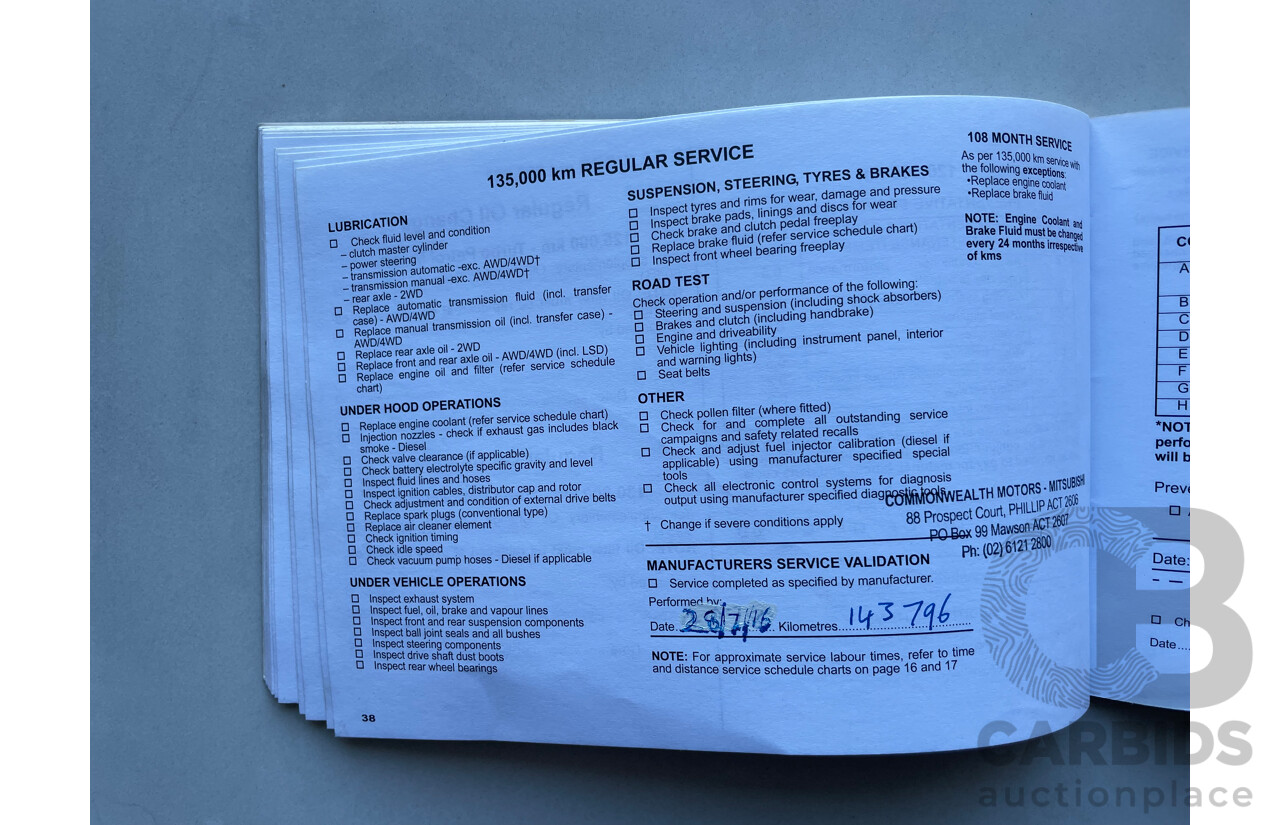 135,000 km REGULAR SERVICE
LUBRICATION
Check fluid level and condition
– clutch master cylinder
– power steering
– transmission automatic -exc. AWD/4WD†
– transmission manual -exc. AWD/4WD†
– rear axle - 2WD
Replace automatic transmission fluid (incl. transfer
case) - AWD/4WD
Replace manual transmission oil (incl. transfer case) -
AWD/4WD
Replace rear axle oil - 2WD
Replace front and rear axle oil - AWD/4WD (incl. LSD)
Replace engine oil and filter (refer service schedule
chart)
UNDER HOOD OPERATIONS
Replace engine coolant (refer service schedule chart)
Injection nozzles - check if exhaust gas includes black
smoke - Diesel
Check valve clearance (if applicable)
Check battery electrolyte specific gravity and level
Inspect fluid lines and hoses
Inspect ignition cables, distributor cap and rotor
Check adjustment and condition of external drive belts
Replace spark plugs (conventional type)
Replace air cleaner element
Check ignition timing
Check idle speed
Check vacuum pump hoses - Diesel if applicable
UNDER VEHICLE OPERATIONS
Inspect exhaust system
Inspect fuel, oil, brake and vapour lines
Inspect front and rear suspension components
Inspect ball joint seals and all bushes
Inspect steering components
Inspect drive shaft dust boots
Inspect rear wheel bearings
38
SUSPENSION, STEERING, TYRES & BRAKES
Inspect tyres and rims for wear, damage and pressure
Inspect brake pads, linings and discs for wear
Check brake and clutch pedal freeplay
Replace brake fluid (refer service schedule chart)
Inspect front wheel bearing freeplay
ROAD TEST
Check operation and/or performance of the following:
Steering and suspension (including shock absorbers)
Brakes and clutch (including handbrake)
Engine and driveability
Vehicle lighting (including instrument panel, interior
and warning lights)
Seat belts
OTHER
Check pollen filter (where fitted)
Check for and complete all outstanding service
campaigns and safety related recalls
Check and adjust fuel injector calibration (diesel if
applicable) using manufacturer specified special
tools
Check all electronic control systems for diagnosis
output using manufacturer specified diagnostic tools
† Change if severe conditions apply
MANUFACTURERS SERVICE VALIDATION
Service completed as specified by manufacturer.
Performed by:
Date 28/7/16 Kilometres 143796
NOTE: For approximate service labour times, refer to time
and distance service schedule charts on page 16 and 17
108 MONTH SERVICE
As per 135,000 km service with
the following exceptions:
•Replace engine coolant
•Replace brake fluid
NOTE: Engine Coolant and
Brake Fluid must be changed
every 24 months irrespective
of kms
COMMONWEALTH MOTORS - MITSUBISHI
88 Prospect Court, PHILLIP ACT 2606
PO Box 99 Mawson ACT 2607
Ph: (02) 6121 2800
A
B
C
D
E
F
G
H
*NOT
perfo
will b
Preve
Date:
Ch
Date....
CB
CARBIDS
auctionplace